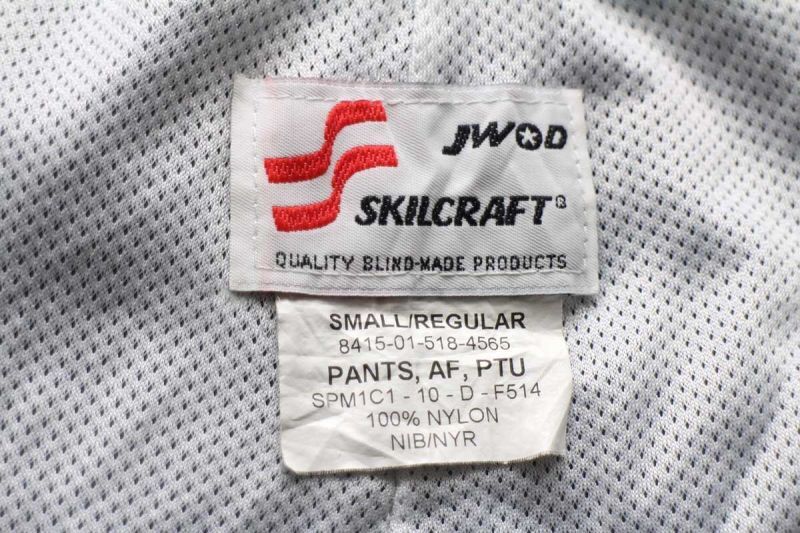 JWOD
SKILCRAFT®
QUALITY BLIND-MADE PRODUCTS
SMALL/REGULAR
8415-01-518-4565
PANTS, AF, PTU
SPM1C1 - 10 - D - F514
100% NYLON
NIB/NYR